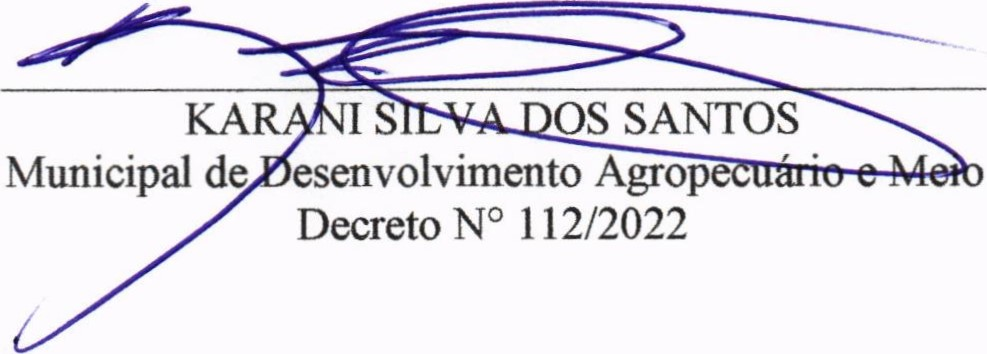 KARANI SILVA DOS SANTOS
Municipal de Desenvolvimento Agropecuário e Meio
Decreto N° 112/2022